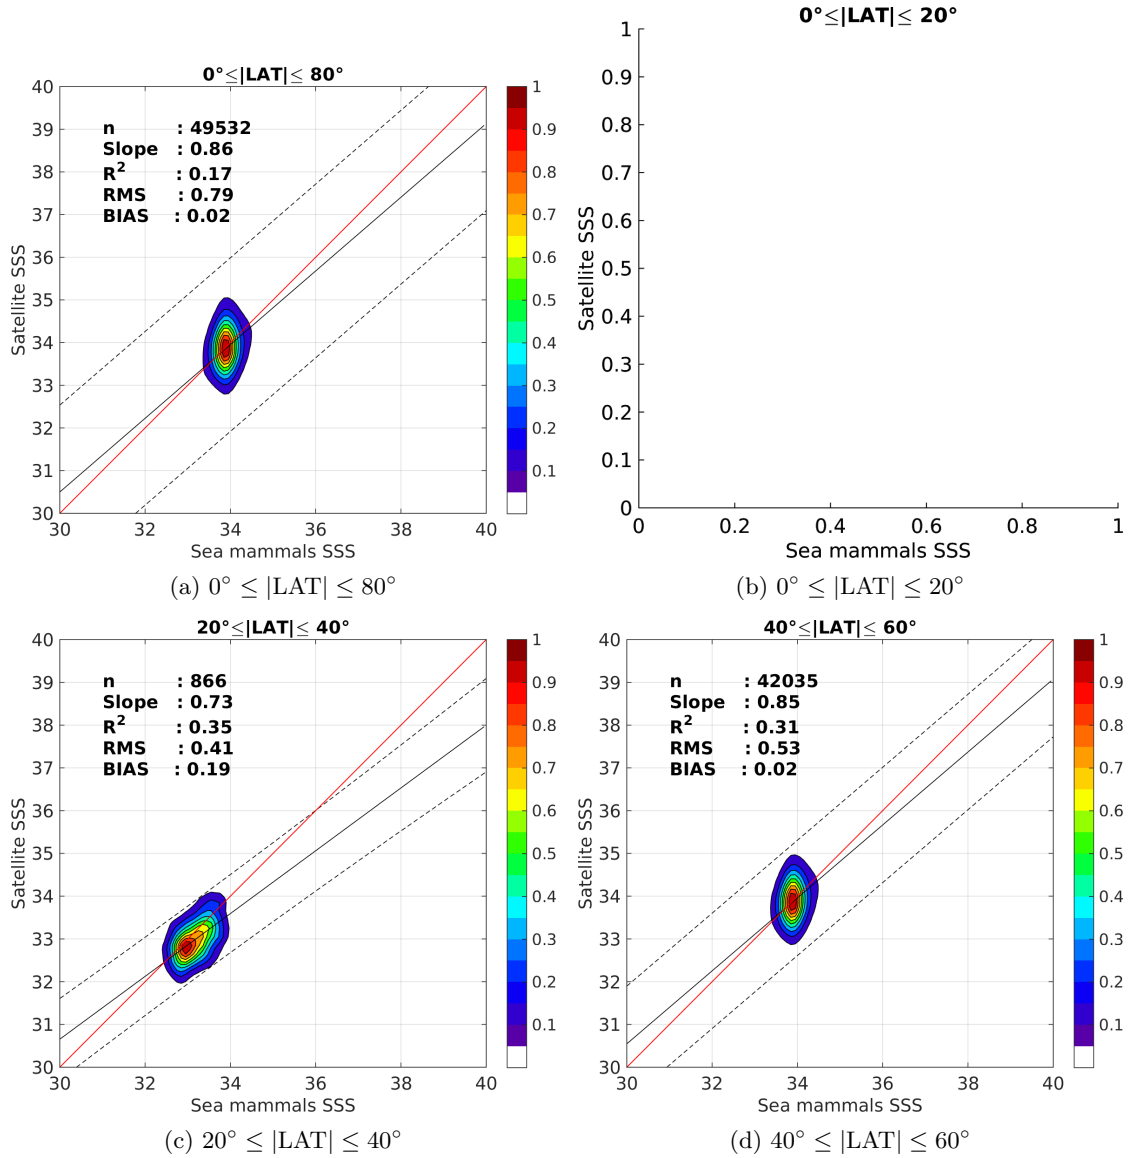 0°≤|LAT|≤ 80°
40
39
38
37
36
35
34
33
32
31
30
n : 49532
Slope : 0.86
R² : 0.17
RMS : 0.79
BIAS : 0.02
Satellite SSS
30 32 34 36 38 40
Sea mammals SSS
1
0.9
0.8
0.7
0.6
0.5
0.4
0.3
0.2
0.1
(a) 0° ≤ |LAT| ≤ 80°
0°≤|LAT|≤ 20°
1
0.9
0.8
0.7
0.6
0.5
0.4
0.3
0.2
0.1
0
Satellite SSS
0 0.2 0.4 0.6 0.8 1
Sea mammals SSS
(b) 0° ≤ |LAT| ≤ 20°
20°≤|LAT|≤ 40°
40
39
38
37
36
35
34
33
32
31
30
n : 866
Slope : 0.73
R² : 0.35
RMS : 0.41
BIAS : 0.19
Satellite SSS
30 32 34 36 38 40
Sea mammals SSS
1
0.9
0.8
0.7
0.6
0.5
0.4
0.3
0.2
0.1
(c) 20° ≤ |LAT| ≤ 40°
40°≤|LAT|≤ 60°
40
39
38
37
36
35
34
33
32
31
30
n : 42035
Slope : 0.85
R² : 0.31
RMS : 0.53
BIAS : 0.02
Satellite SSS
30 32 34 36 38 40
Sea mammals SSS
1
0.9
0.8
0.7
0.6
0.5
0.4
0.3
0.2
0.1
(d) 40° ≤ |LAT| ≤ 60°